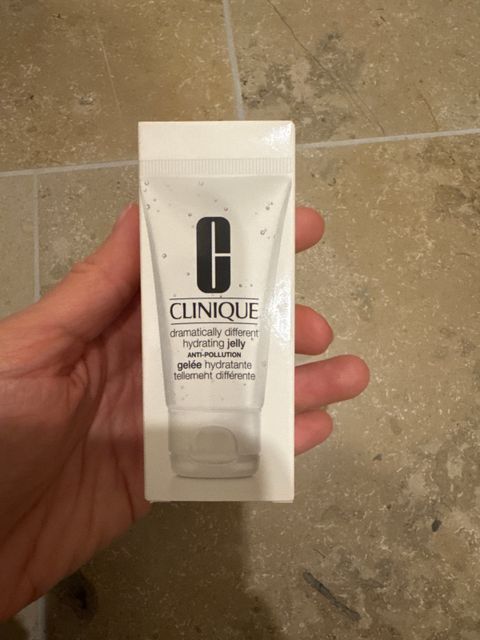 C
CLINIQUE
dramatically different
hydrating jelly
ANTI-POLLUTION
gelée hydratante
tellement différente